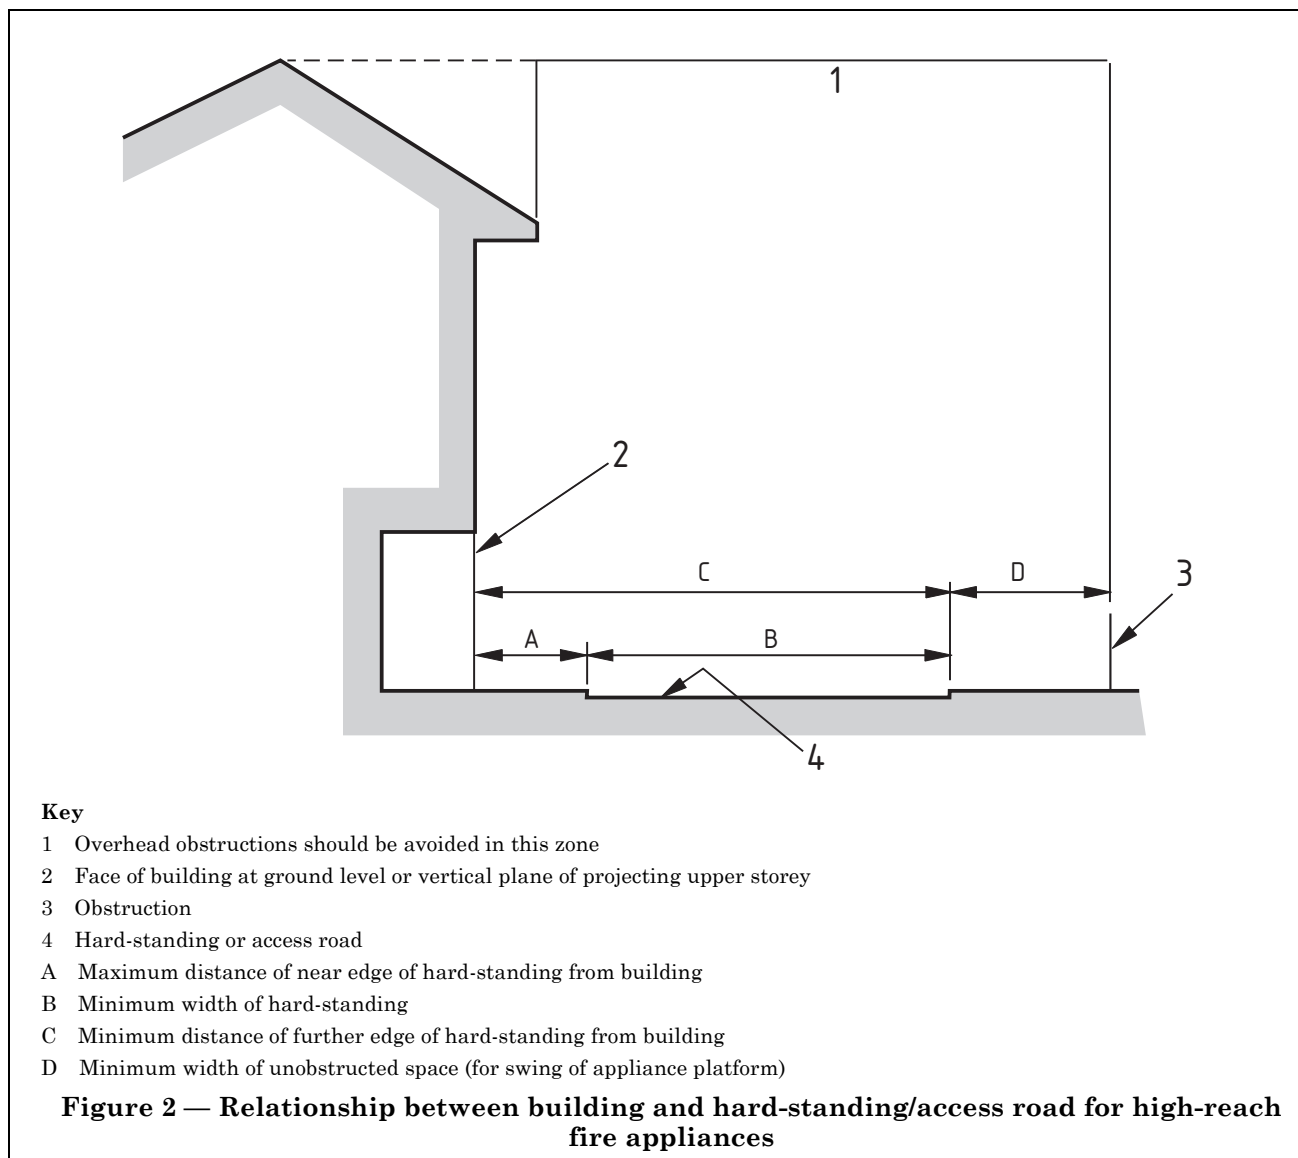 1
2
C
D
3
A
B
4
Key
1 Overhead obstructions should be avoided in this zone
2 Face of building at ground level or vertical plane of projecting upper storey
3 Obstruction
4 Hard-standing or access road
A Maximum distance of near edge of hard-standing from building
B Minimum width of hard-standing
C Minimum distance of further edge of hard-standing from building
D Minimum width of unobstructed space (for swing of appliance platform)
Figure 2 — Relationship between building and hard-standing/access road for high-reach
fire appliances